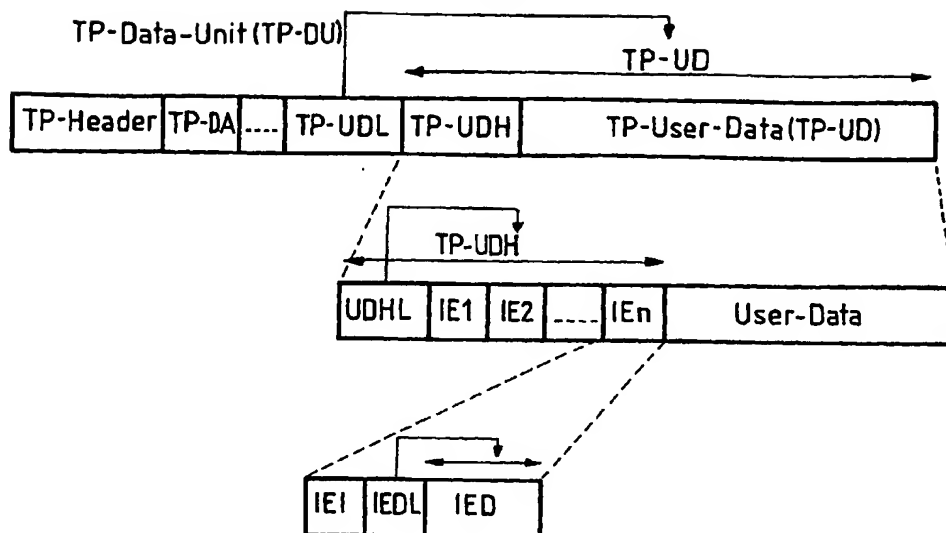 TP-Data-Unit(TP-DU)
TP-UD
TP-Header TP-DA ---- TP-UDL TP-UDH TP-User-Data(TP-UD)
TP-UDH
UDHL IE1 IE2 ----- IEn User-Data
IEI IEDL IED